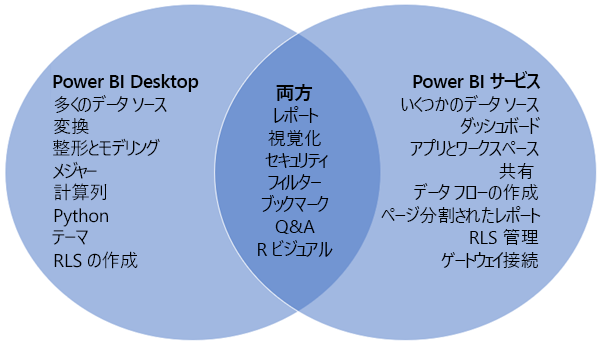 Power BI Desktop
多くのデータ ソース
変換
整形とモデリング
メジャー
計算列
Python
テーマ
RLS の作成
両方
レポート
視覚化
セキュリティ
フィルター
ブックマーク
Q&A
R ビジュアル
Power BI サービス
いくつかのデータ ソース
ダッシュボード
アプリとワークスペース
共有
データ フローの作成
ページ分割されたレポート
RLS 管理
ゲートウェイ接続